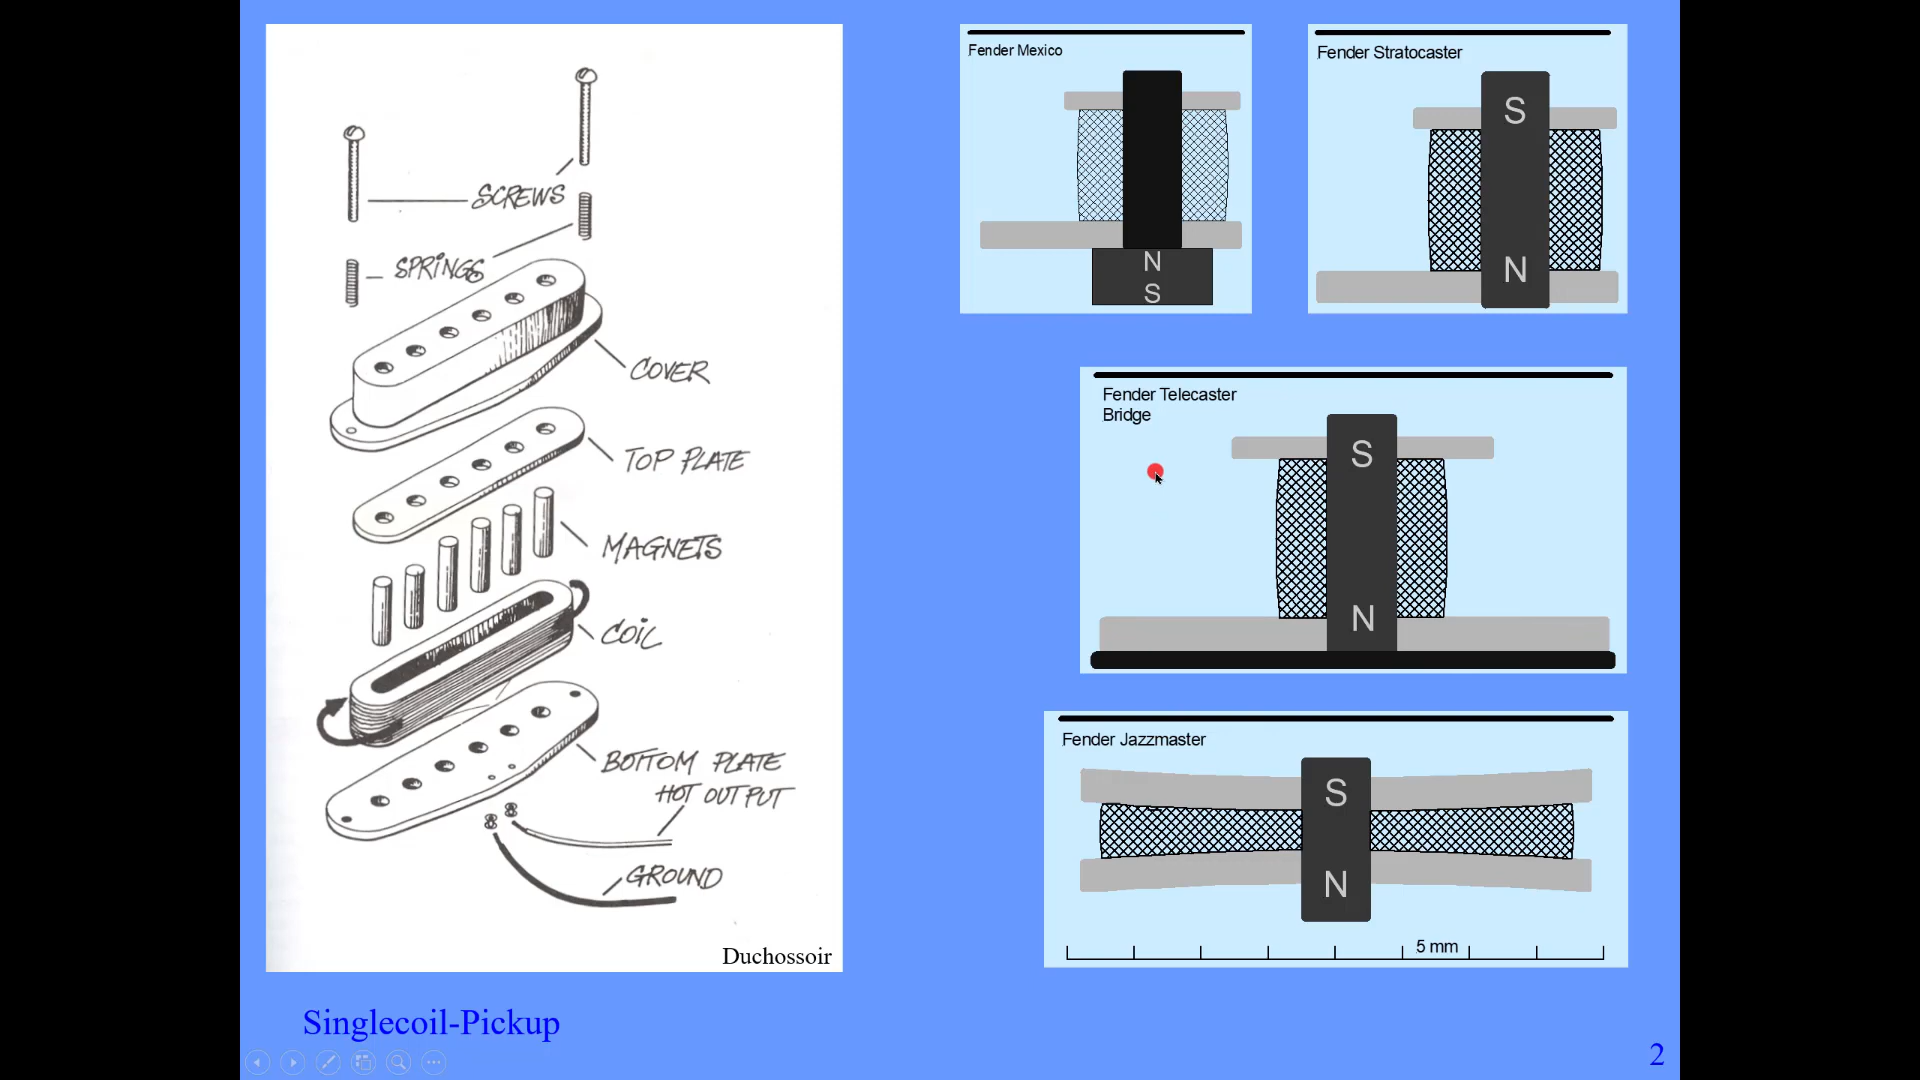 SCREWS
SPRINGS
COVER
TOP PLATE
MAGNETS
COIL
BOTTOM PLATE
HOT OUTPUT
GROUND
Duchossoir
Fender Mexico
N
S
Fender Stratocaster
S
N
Fender Telecaster
Bridge
S
N
Fender Jazzmaster
S
N
5 mm
Singlecoil-Pickup
2